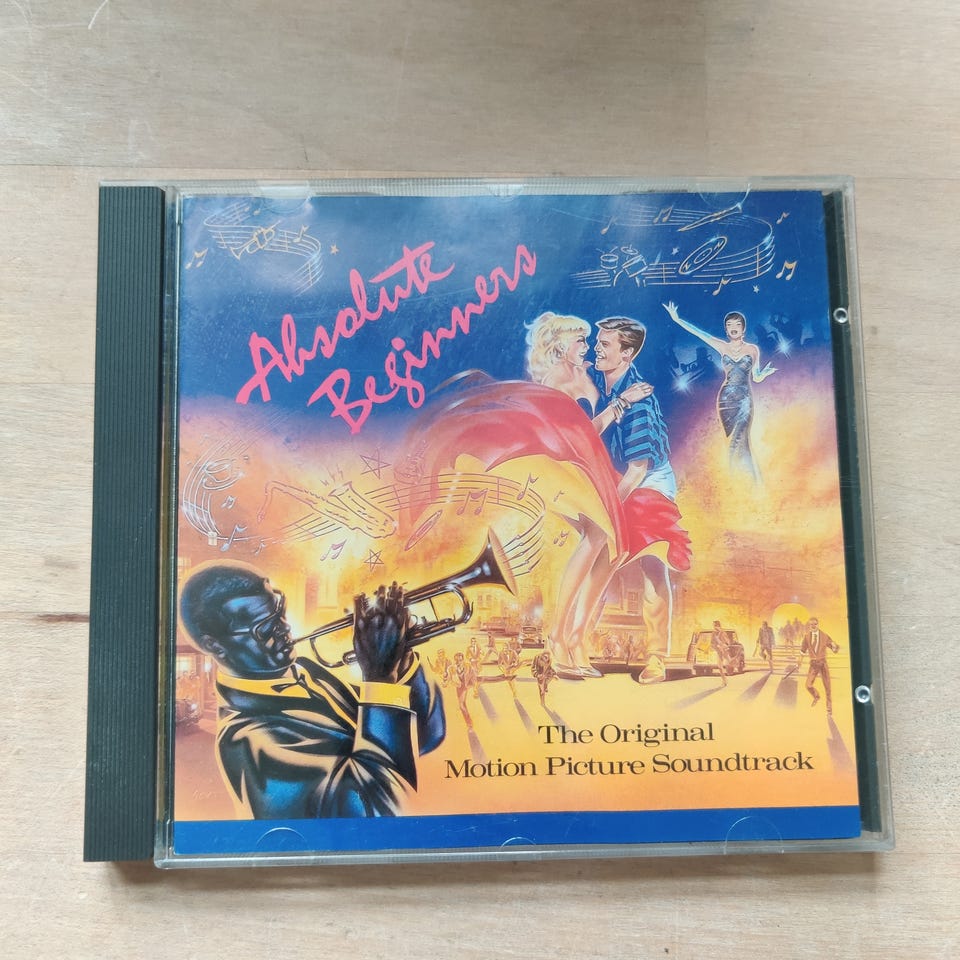 Absolute
Beginners
The Original
Motion Picture Soundtrack